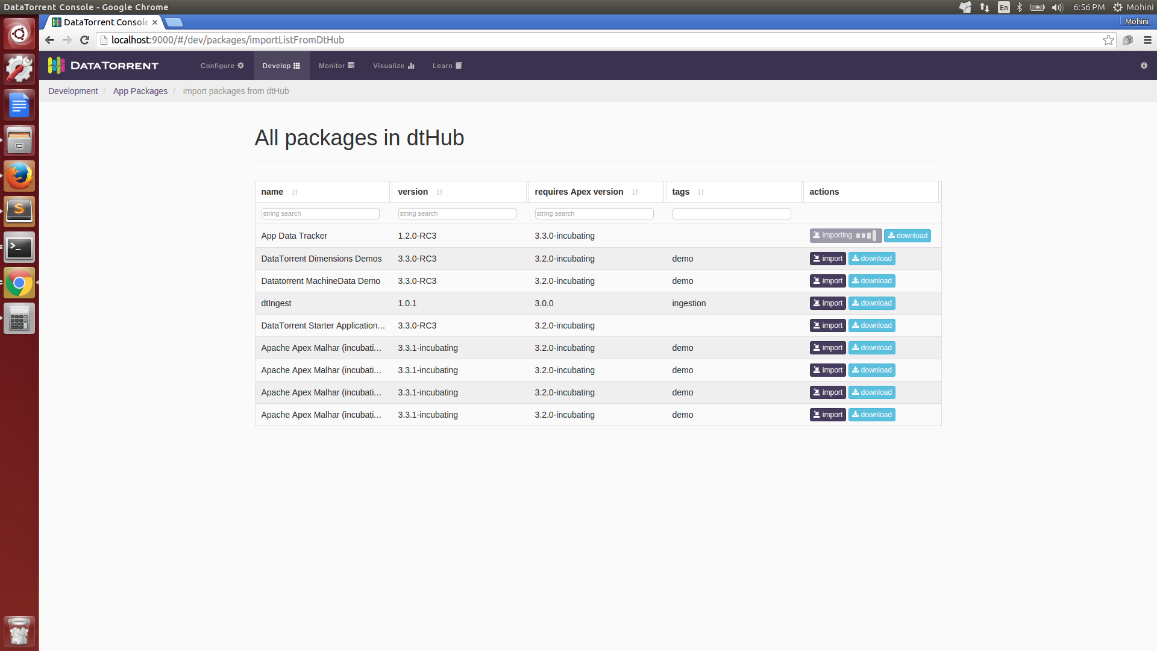 DataTorrent Console - Google Chrome
En
6:56 PM
Mohini
DataTorrent Console
Mohini
localhost:9000/#/dev/packages/importListFromDtHub
DATATORRENT
Configure
Develop
Monitor
Visualize
Learn
Development / App Packages / import packages from dtHub
All packages in dtHub
name version requires Apex version tags actions
string search string search string search
App Data Tracker 1.2.0-RC3 3.3.0-incubating importing download
DataTorrent Dimensions Demos 3.3.0-RC3 3.2.0-incubating demo import download
Datatorrent MachineData Demo 3.3.0-RC3 3.2.0-incubating demo import download
dtIngest 1.0.1 3.0.0 ingestion import download
DataTorrent Starter Application... 3.3.0-RC3 3.2.0-incubating import download
Apache Apex Malhar (incubati... 3.3.1-incubating 3.2.0-incubating demo import download
Apache Apex Malhar (incubati... 3.3.1-incubating 3.2.0-incubating demo import download
Apache Apex Malhar (incubati... 3.3.1-incubating 3.2.0-incubating demo import download
Apache Apex Malhar (incubati... 3.3.1-incubating 3.2.0-incubating demo import download